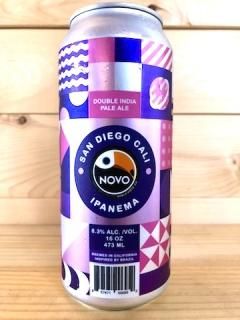 DOUBLE INDIA
PALE ALE
SAN DIEGO CALI
NOVO
IPANEMA
8.3% ALC. /VOL.
16 OZ
473 ML
BREWED IN CALIFORNIA
INSPIRED BY BRAZIL